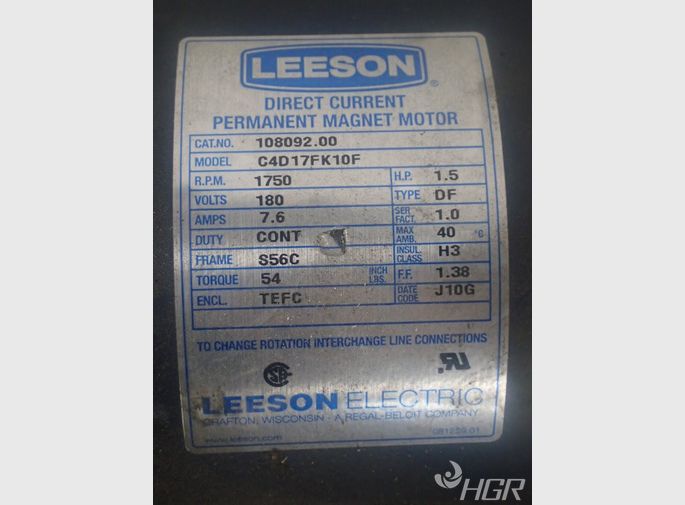 LEESON ®
DIRECT CURRENT
PERMANENT MAGNET MOTOR
CAT.NO. 108092.00
MODEL C4D17FK10F
R.P.M. 1750 H.P. 1.5
VOLTS 180 TYPE DF
AMPS 7.6 SER FACT. 1.0
DUTY CONT MAX AMB. 40 °C
FRAME S56C INSUL CLASS H3
TORQUE 54 INCH LBS. F.F. 1.38
ENCL. TEFC DATE CODE J10G
TO CHANGE ROTATION INTERCHANGE LINE CONNECTIONS
LEESON ELECTRIC
GRAFTON, WISCONSIN - A REGAL-BELOIT COMPANY
www.leeson.com
HGR